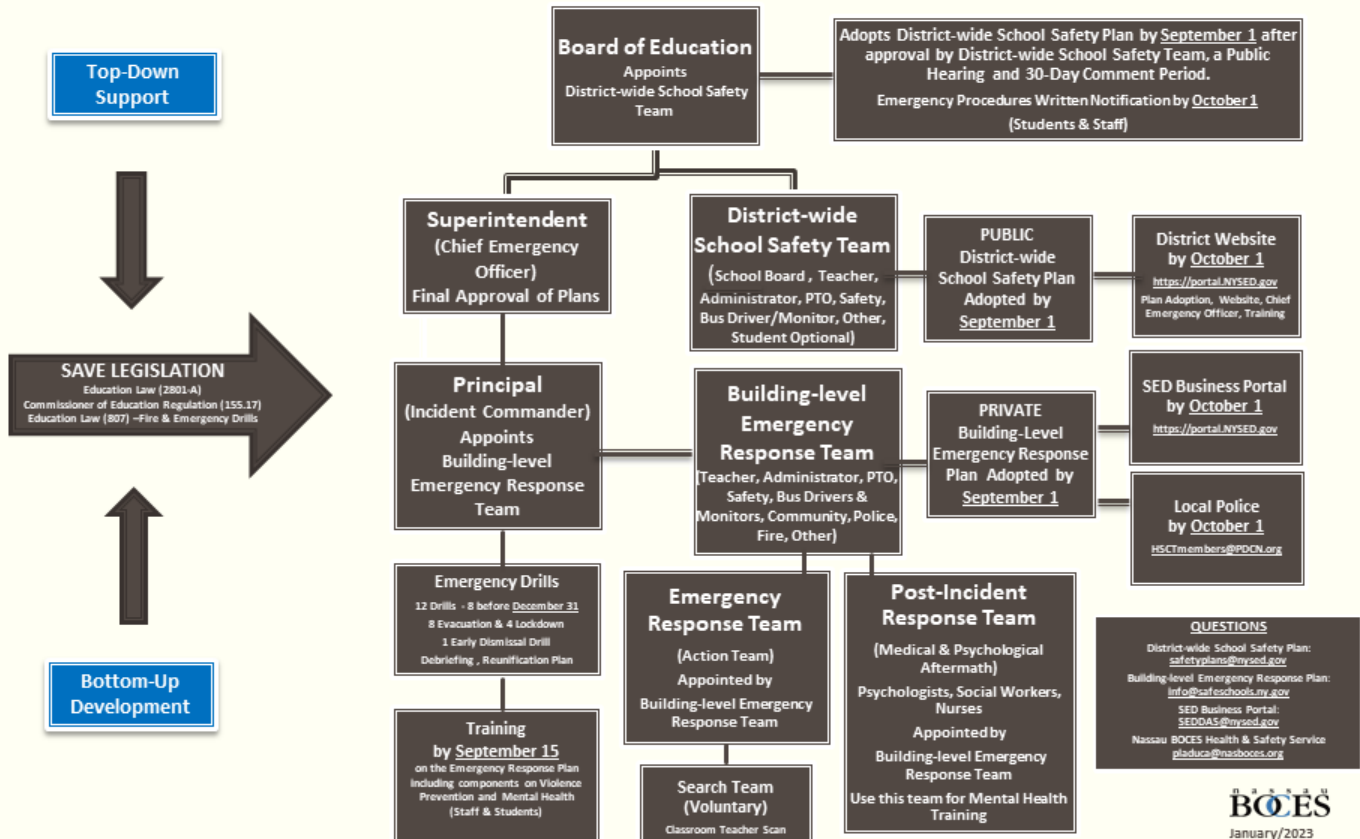 Top-Down
Support
Board of Education
Appoints
District-wide School Safety
Team
Adopts District-wide School Safety Plan by September 1 after
approval by District-wide School Safety Team, a Public
Hearing and 30-Day Comment Period.
Emergency Procedures Written Notification by October 1
(Students & Staff)
Superintendent
(Chief Emergency
Officer)
Final Approval of Plans
District-wide
School Safety Team
(School Board , Teacher,
Administrator, PTO, Safety,
Bus Driver/Monitor, Other,
Student Optional)
PUBLIC
District-wide
School Safety Plan
Adopted by
September 1
District Website
by October 1
https://portal.NYSED.gov
Plan Adoption, Website, Chief
Emergency Officer, Training
SAVE LEGISLATION
Education Law (2801-A)
Commissioner of Education Regulation (155.17)
Education Law (807) –Fire & Emergency Drills
Principal
(Incident Commander)
Appoints
Building-level
Emergency Response
Team
Building-level
Emergency
Response Team
(Teacher, Administrator, PTO,
Safety, Bus Drivers &
Monitors, Community, Police,
Fire, Other)
PRIVATE
Building-Level
Emergency Response
Plan Adopted by
September 1
SED Business Portal
by October 1
https://portal.NYSED.gov
Local Police
by October 1
HSCTmembers@PDCN.org
Emergency Drills
12 Drills - 8 before December 31
8 Evacuation & 4 Lockdown
1 Early Dismissal Drill
Debriefing , Reunification Plan
Emergency
Response Team
(Action Team)
Appointed by
Building-level Emergency
Response Team
Post-Incident
Response Team
(Medical & Psychological
Aftermath)
Psychologists, Social Workers,
Nurses
Appointed by
Building-level Emergency
Response Team
Use this team for Mental Health
Training
QUESTIONS
District-wide School Safety Plan:
safetyplans@nysed.gov
Building-level Emergency Response Plan:
info@safeschools.ny.gov
SED Business Portal:
SEDDAS@nysed.gov
Nassau BOCES Health & Safety Service
pladuca@nasboces.org
Bottom-Up
Development
Training
by September 15
on the Emergency Response Plan
including components on Violence
Prevention and Mental Health
(Staff & Students)
Search Team
(Voluntary)
Classroom Teacher Scan
nassau
BOCES
January/2023